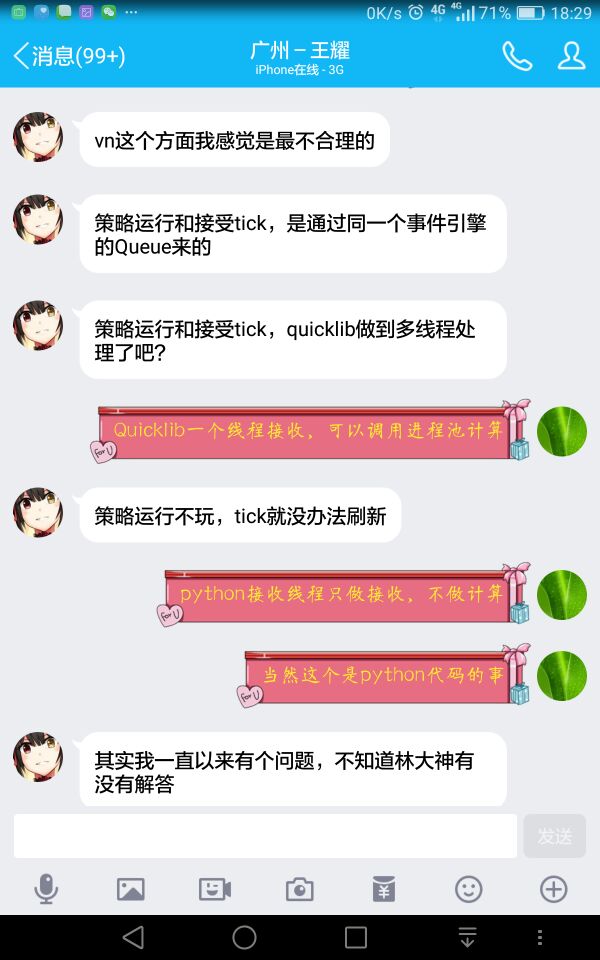 0K/s 4G 4G 71% 18:29
消息(99+)
广州–王耀
iPhone在线 - 3G
vn这个方面我感觉是最不合理的
策略运行和接受tick，是通过同一个事件引擎
的Queue来的
策略运行和接受tick，quicklib做到多线程处
理了吧？
Quicklib一个线程接收，可以调用进程池计算
for U
策略运行不玩，tick就没办法刷新
python接收线程只做接收，不做计算
for U
当然这个是python代码的事
for U
其实我一直以来有个问题，不知道林大神有
没有解答
发送